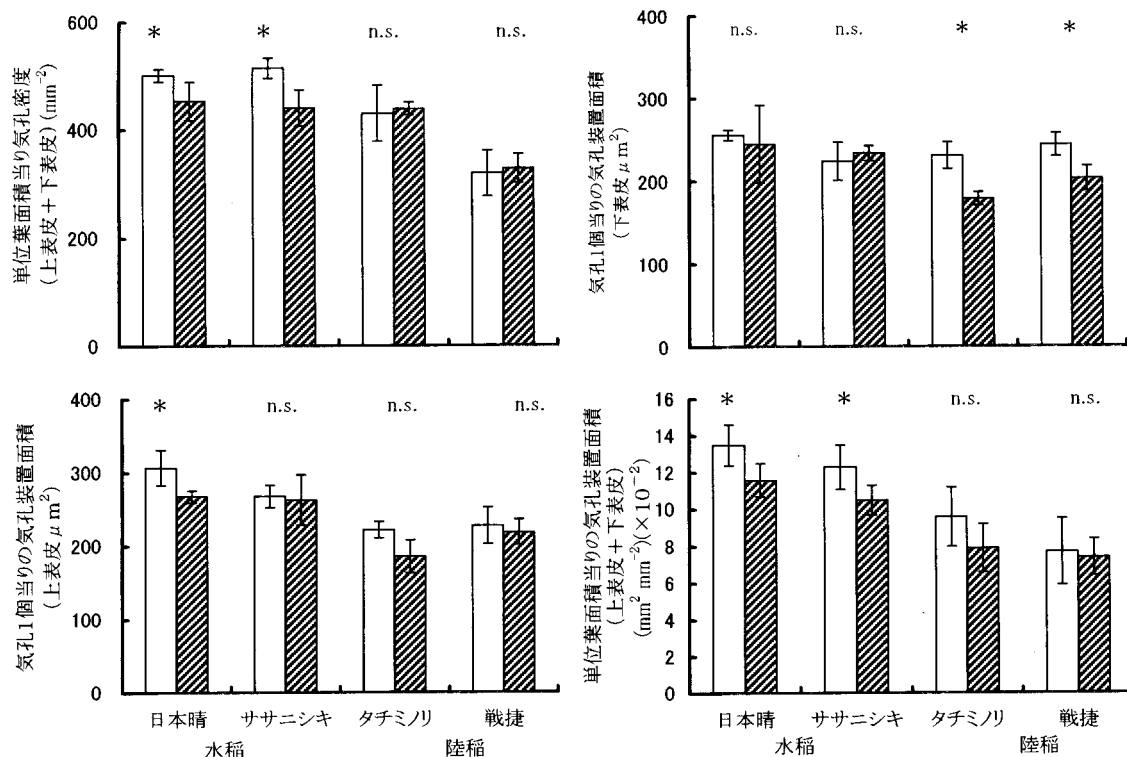 単位葉面積当り気孔密度
(上表皮+下表皮)(mm⁻²)
600
400
200
0
* * n.s. n.s.
気孔1個当りの気孔装置面積
(下表皮 μm²)
400
300
200
100
0
n.s. n.s. * *
気孔1個当りの気孔装置面積
(上表皮 μm²)
400
300
200
100
0
* n.s. n.s. n.s.
日本晴 ササニシキ タチミノリ 戦捷
水稲 陸稲
単位葉面積当りの気孔装置面積
(上表皮+下表皮)
(mm² mm⁻²)(×10⁻²)
16
14
12
10
8
6
4
2
0
* * n.s. n.s.
日本晴 ササニシキ タチミノリ 戦捷
水稲 陸稲